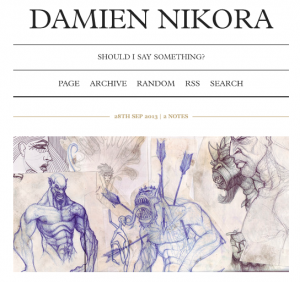 DAMIEN NIKORA
SHOULD I SAY SOMETHING?
PAGE ARCHIVE RANDOM RSS SEARCH
28TH SEP 2013 | 2 NOTES